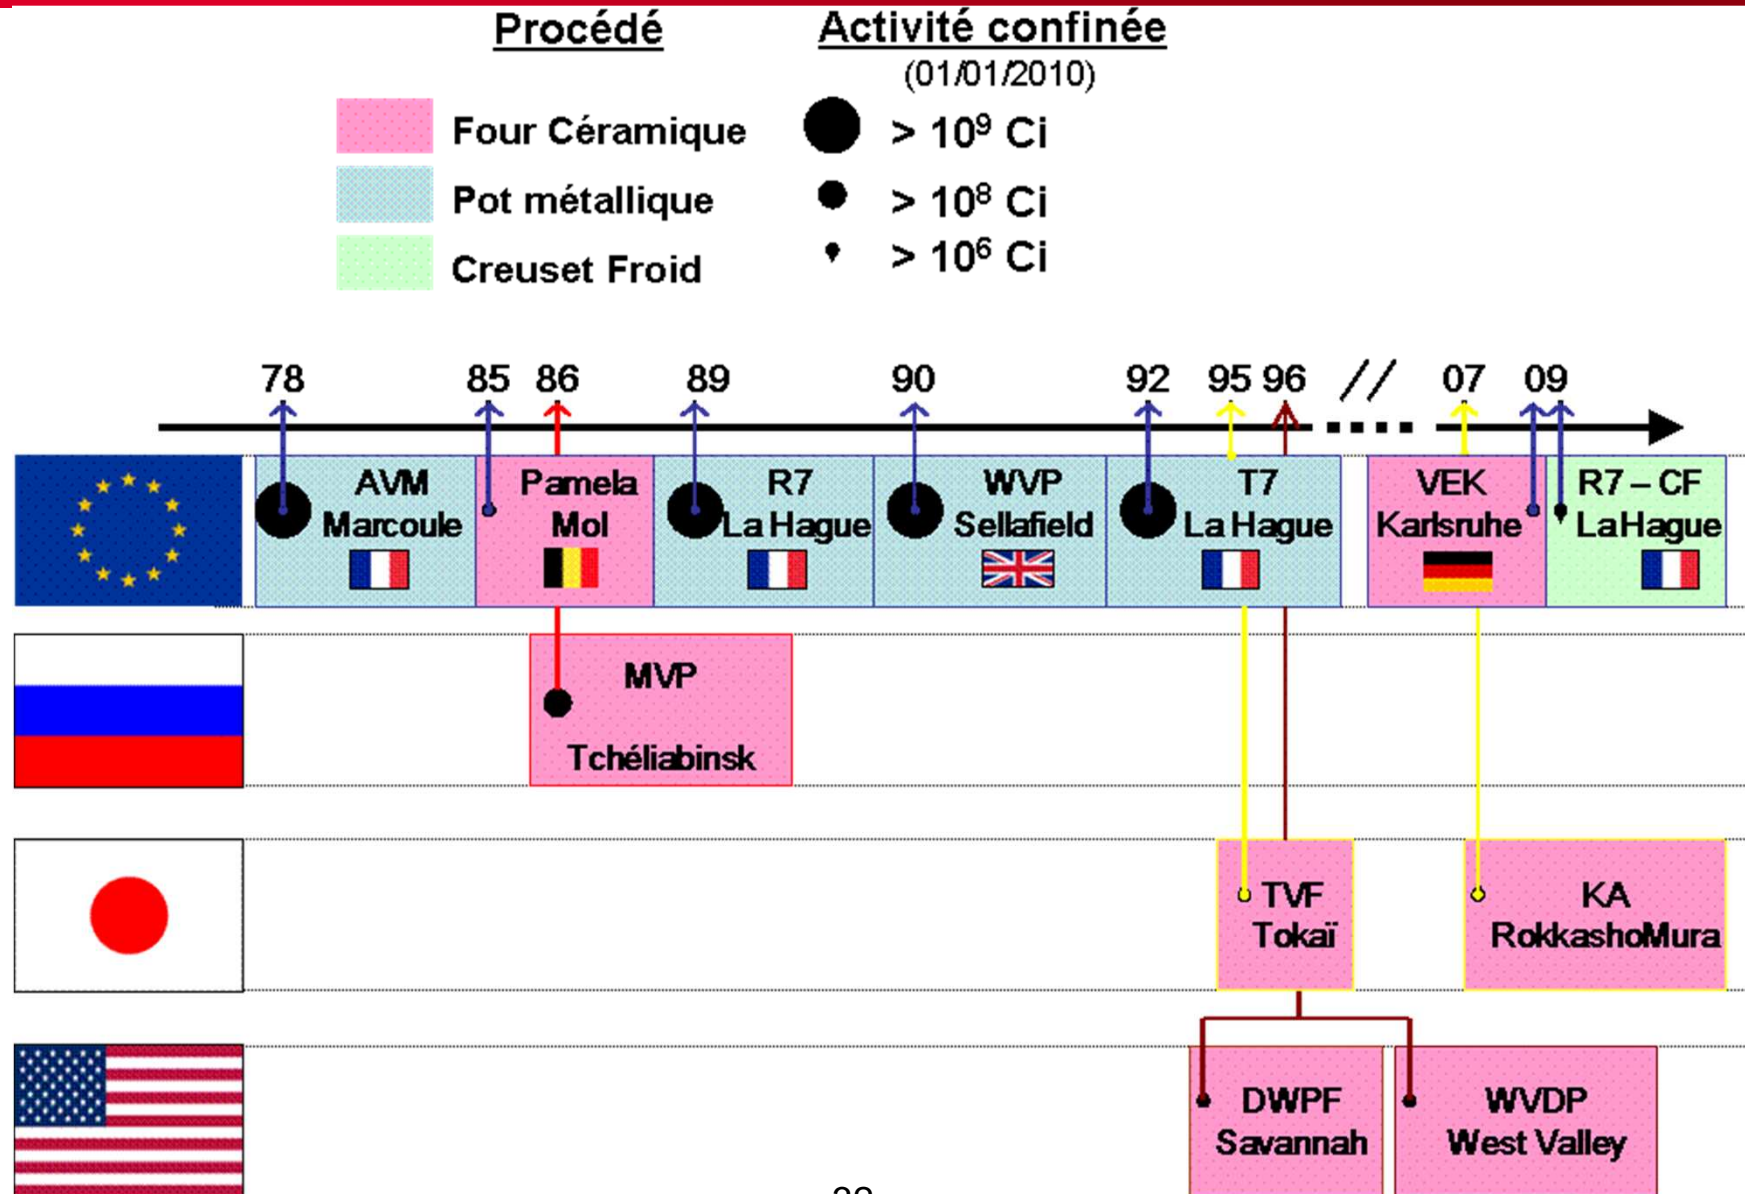 Procédé
Activité confinée
(01/01/2010)
Four Céramique
> 10⁹ Ci
Pot métallique
> 10⁸ Ci
Creuset Froid
> 10⁶ Ci
78 85 86 89 90 92 95 96 // 07 09
AVM
Marcoule
Pamela
Mol
R7
La Hague
WVP
Sellafield
T7
La Hague
VEK
Karlsruhe
R7 – CF
La Hague
MVP
Tchéliabinsk
TVF
Tokaï
KA
RokkashoMura
DWPF
Savannah
WVDP
West Valley